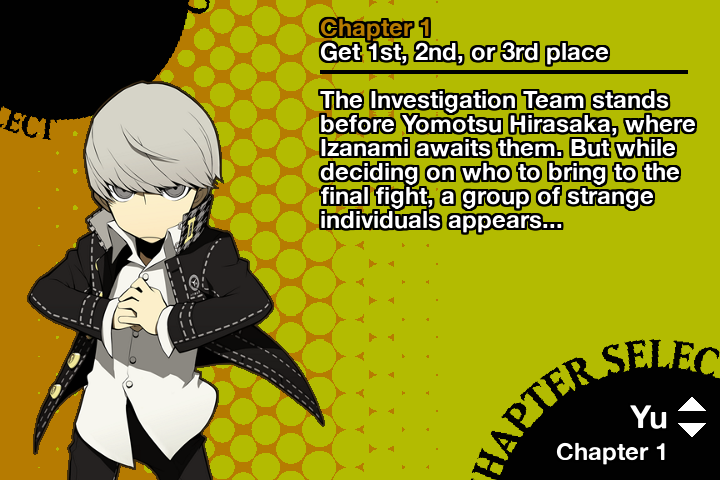 Chapter 1
Get 1st, 2nd, or 3rd place
The Investigation Team stands
before Yomotsu Hirasaka, where
Izanami awaits them. But while
deciding on who to bring to the
final fight, a group of strange
individuals appears...
CHAPTER SELEC
Yu
Chapter 1